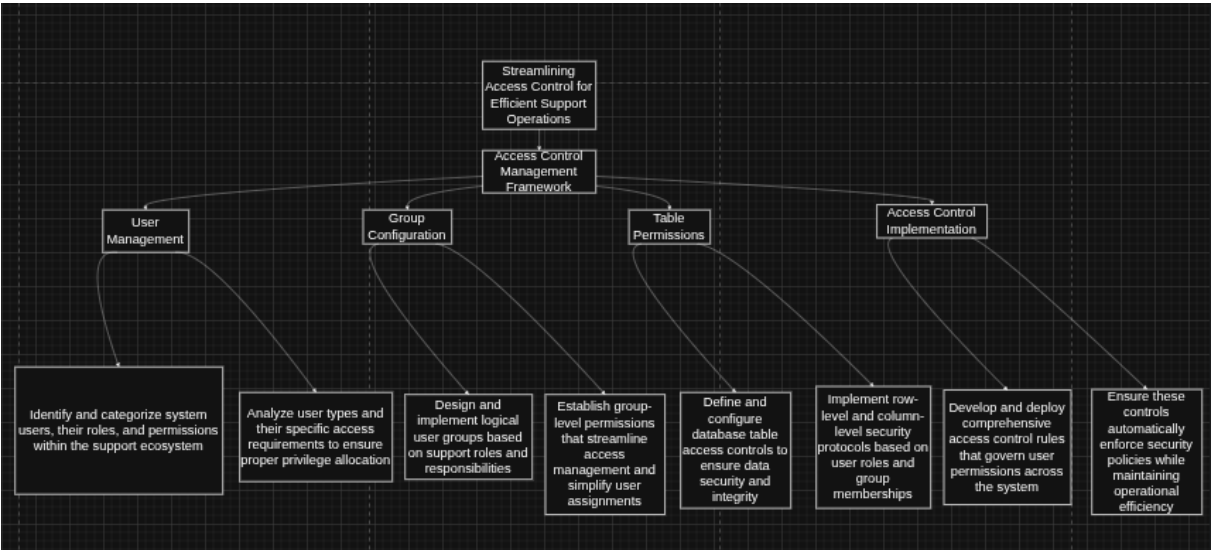 Streamlining
Access Control for
Efficient Support
Operations
Access Control
Management
Framework
User
Management
Group
Configuration
Table
Permissions
Access Control
Implementation
Identify and categorize system
users, their roles, and permissions
within the support ecosystem
Analyze user types and
their specific access
requirements to ensure
proper privilege allocation
Design and
implement logical
user groups based
on support roles and
responsibilities
Establish group-
level permissions
that streamline
access
management and
simplify user
assignments
Define and
configure
database table
access controls to
ensure data
security and
integrity
Implement row-
level and column-
level security
protocols based on
user roles and
group
memberships
Develop and deploy
comprehensive
access control rules
that govern user
permissions across
the system
Ensure these
controls
automatically
enforce security
policies while
maintaining
operational
efficiency